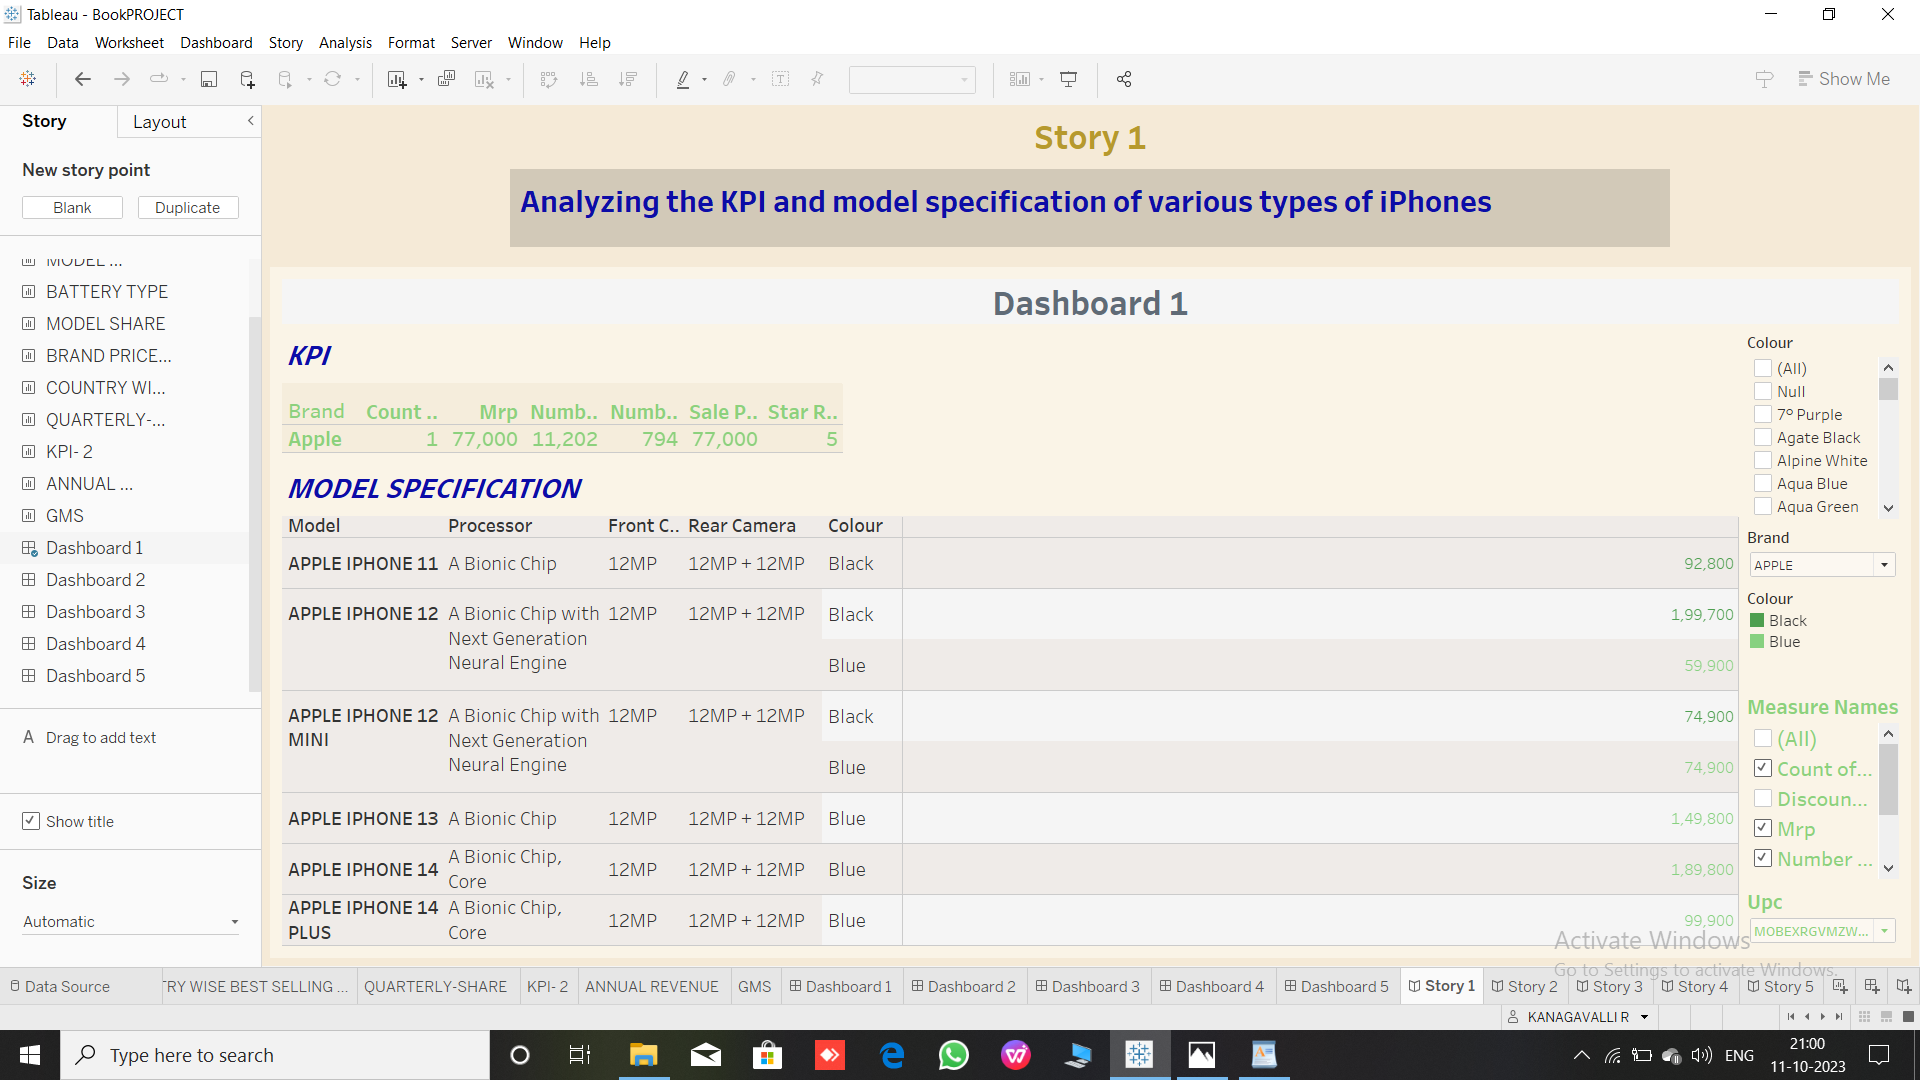 Tableau - BookPROJECT
File Data Worksheet Dashboard Story Analysis Format Server Window Help
Show Me
Story Layout
New story point
Blank Duplicate
MODEL ...
BATTERY TYPE
MODEL SHARE
BRAND PRICE...
COUNTRY WI...
QUARTERLY-...
KPI- 2
ANNUAL ...
GMS
Dashboard 1
Dashboard 2
Dashboard 3
Dashboard 4
Dashboard 5
A Drag to add text
Show title
Size
Automatic
Story 1
Analyzing the KPI and model specification of various types of iPhones
Dashboard 1
KPI
Brand Count .. Mrp Numb.. Numb.. Sale P.. Star R..
Apple 1 77,000 11,202 794 77,000 5
MODEL SPECIFICATION
Model Processor Front C.. Rear Camera Colour
APPLE IPHONE 11 A Bionic Chip 12MP 12MP + 12MP Black 92,800
APPLE IPHONE 12 A Bionic Chip with 12MP 12MP + 12MP Black 1,99,700
Next Generation
Neural Engine Blue 59,900
APPLE IPHONE 12 A Bionic Chip with 12MP 12MP + 12MP Black 74,900
MINI Next Generation
Neural Engine Blue 74,900
APPLE IPHONE 13 A Bionic Chip 12MP 12MP + 12MP Blue 1,49,800
APPLE IPHONE 14 A Bionic Chip, 12MP 12MP + 12MP Blue 1,89,800
Core
APPLE IPHONE 14 A Bionic Chip, 12MP 12MP + 12MP Blue 99,900
PLUS Core
Colour
(All)
Null
7º Purple
Agate Black
Alpine White
Aqua Blue
Aqua Green
Brand
APPLE
Colour
Black
Blue
Measure Names
(All)
Count of...
Discoun...
Mrp
Number ...
Upc
MOBEXRGVMZW...
Activate Windows
Go to Settings to activate Windows.
Data Source TRY WISE BEST SELLING ... QUARTERLY-SHARE KPI- 2 ANNUAL REVENUE GMS Dashboard 1 Dashboard 2 Dashboard 3 Dashboard 4 Dashboard 5 Story 1 Story 2 Story 3 Story 4 Story 5
KANAGAVALLI R
Type here to search
ENG
21:00
11-10-2023